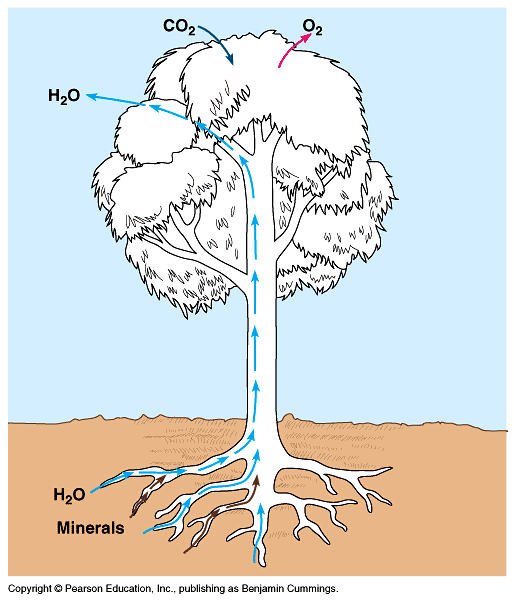 CO₂
O₂
H₂O
H₂O
Minerals
Copyright © Pearson Education, Inc., publishing as Benjamin Cummings.